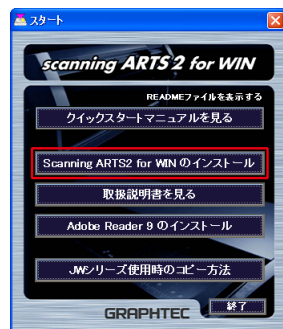 スタート
scanning ARTS 2 for WIN
READMEファイルを表示する
クイックスタートマニュアルを見る
Scanning ARTS2 for WIN のインストール
取扱説明書を見る
Adobe Reader 9 のインストール
JWシリーズ使用時のコピー方法
GRAPHTEC
終了